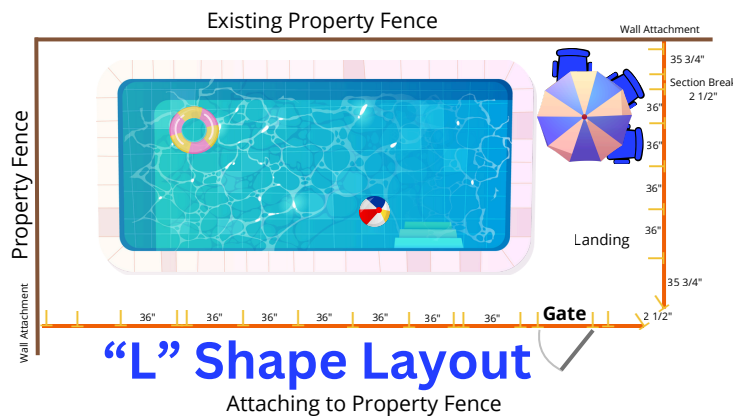 Existing Property Fence
Wall Attachment
35 3/4"
Section Break
2 1/2"
36"
36"
36"
36"
Landing
35 3/4"
2 1/2"
Property Fence
Wall Attachment
36"
36"
36"
36"
36"
36"
Gate
“L” Shape Layout
Attaching to Property Fence